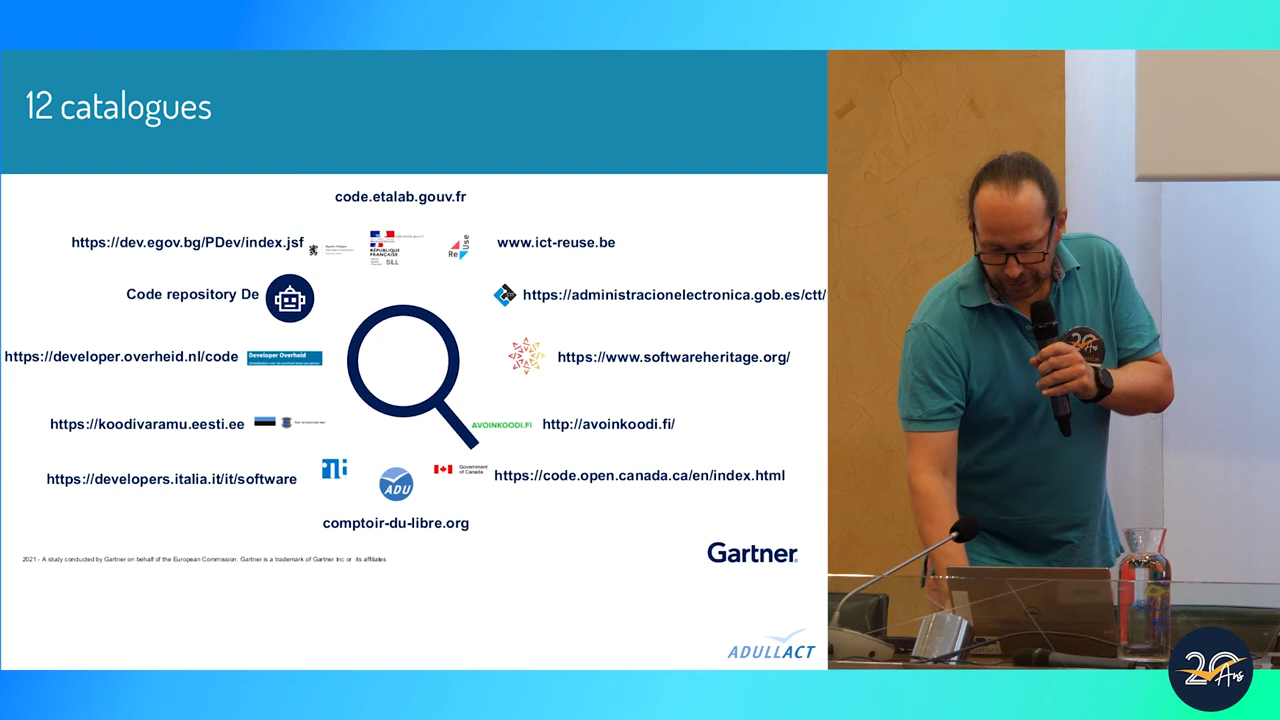 12 catalogues
code.etalab.gouv.fr
https://dev.egov.bg/PDev/index.jsf
RÉPUBLIQUE
FRANÇAISE
SILL
Re
Use
www.ict-reuse.be
Code repository De
https://administracionelectronica.gob.es/ctt/
https://developer.overheid.nl/code
Developer Overheid
https://www.softwareheritage.org/
https://koodivaramu.eesti.ee
AVOINKOODI.FI
http://avoinkoodi.fi/
https://developers.italia.it/it/software
ADU
Government
of Canada
https://code.open.canada.ca/en/index.html
comptoir-du-libre.org
2021 - A study conducted by Gartner on behalf of the European Commission. Gartner is a trademark of Gartner Inc or its affiliates
Gartner
ADULLACT
20
Ans
20
Ans